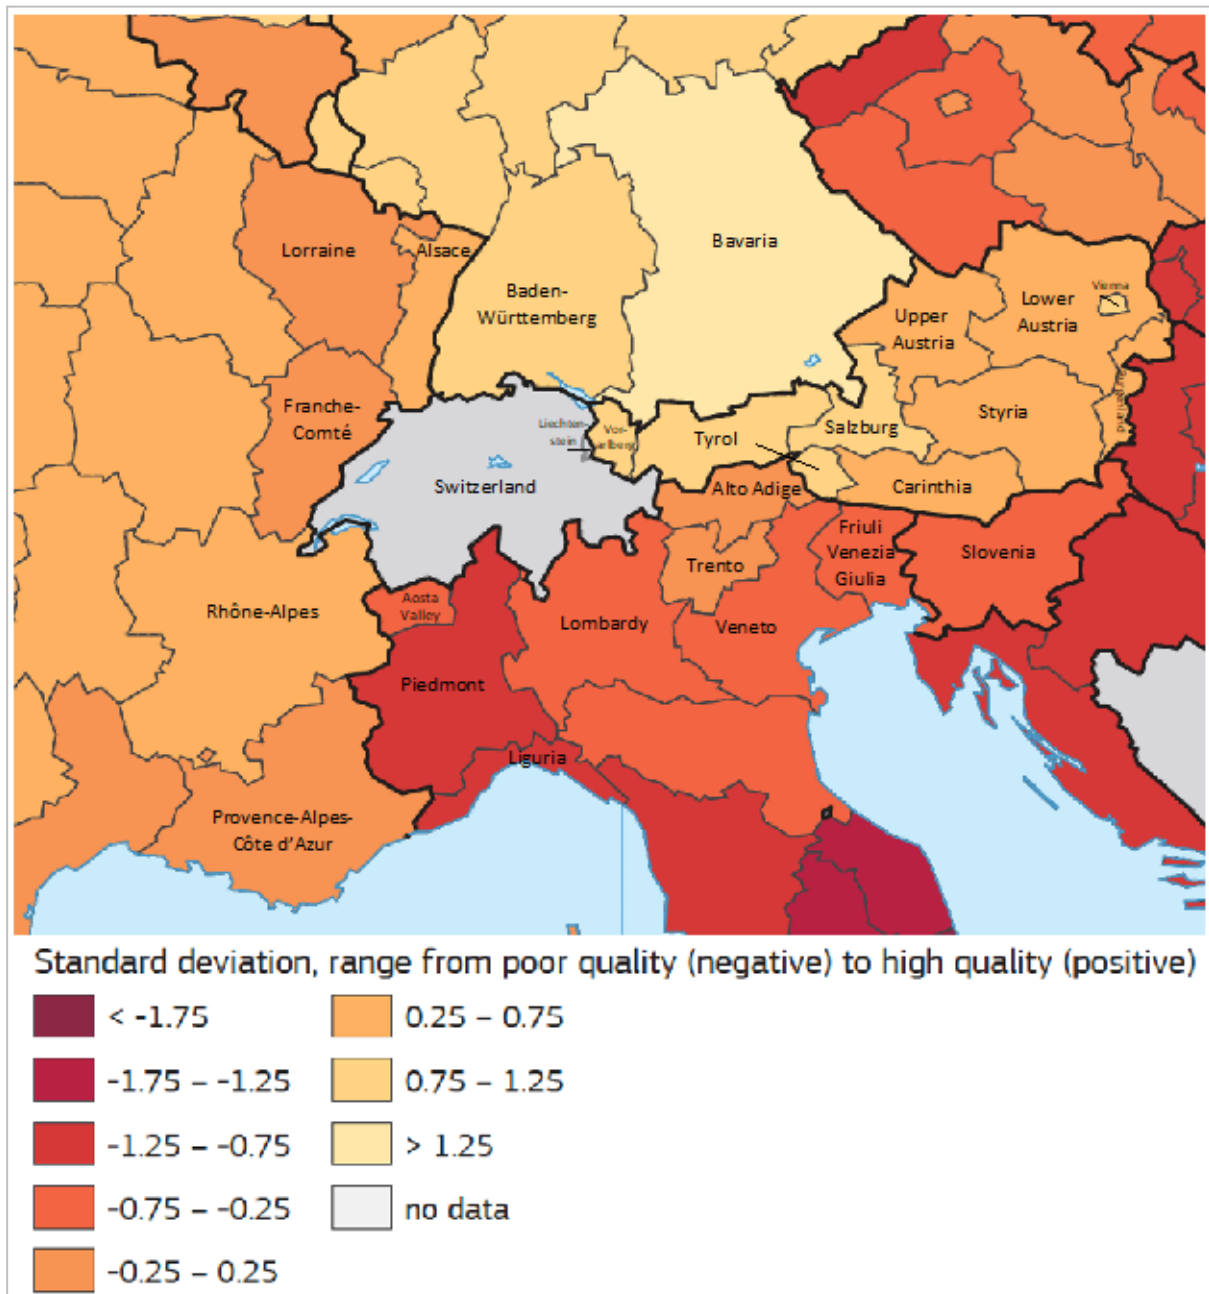 Lorraine
Alsace
Bavaria
Baden-
Württemberg
Vienna
Lower
Austria
Upper
Austria
Franche-
Comté
Liechten-
stein
Vor-
arlberg
Tyrol
Salzburg
Styria
Burgenland
Switzerland
Alto Adige
Carinthia
Trento
Friuli
Venezia
Giulia
Slovenia
Rhône-Alpes
Aosta
Valley
Lombardy
Veneto
Piedmont
Liguria
Provence-Alpes-
Côte d'Azur
Standard deviation, range from poor quality (negative) to high quality (positive)
< -1.75
-1.75 – -1.25
-1.25 – -0.75
-0.75 – -0.25
-0.25 – 0.25
0.25 – 0.75
0.75 – 1.25
> 1.25
no data